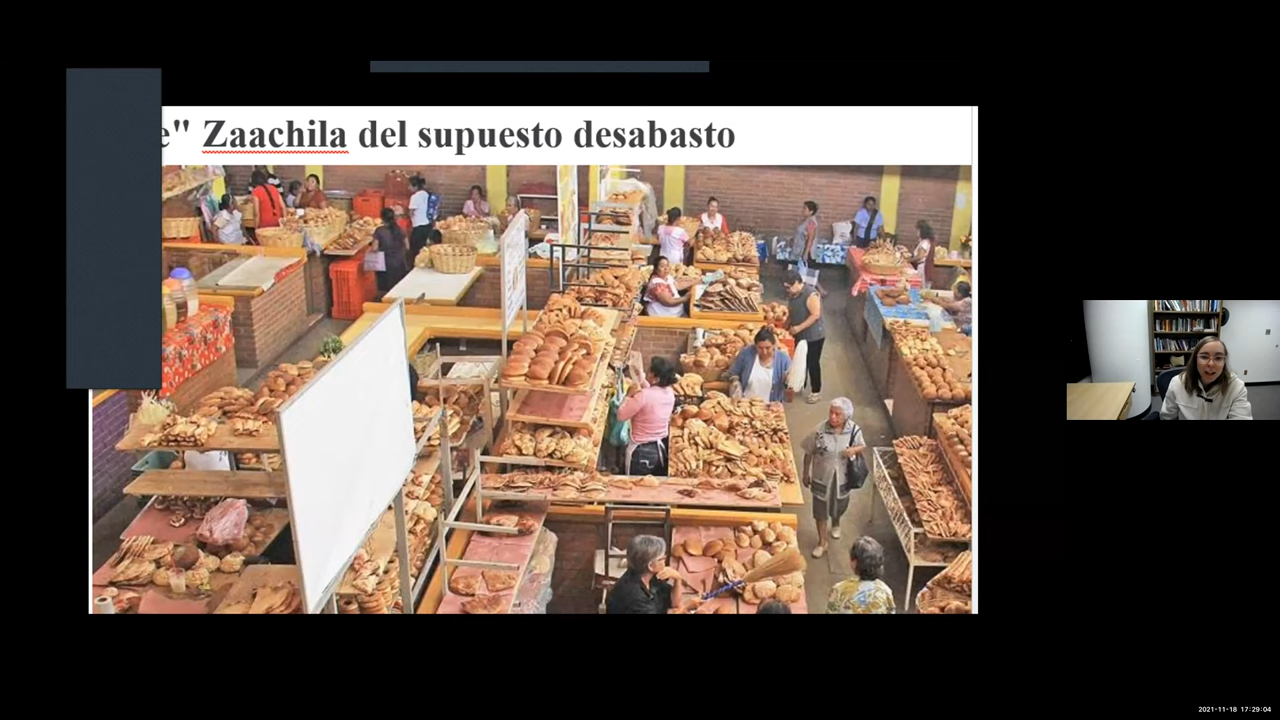 e" Zaachila del supuesto desabasto
2021-11-18 17:29:04